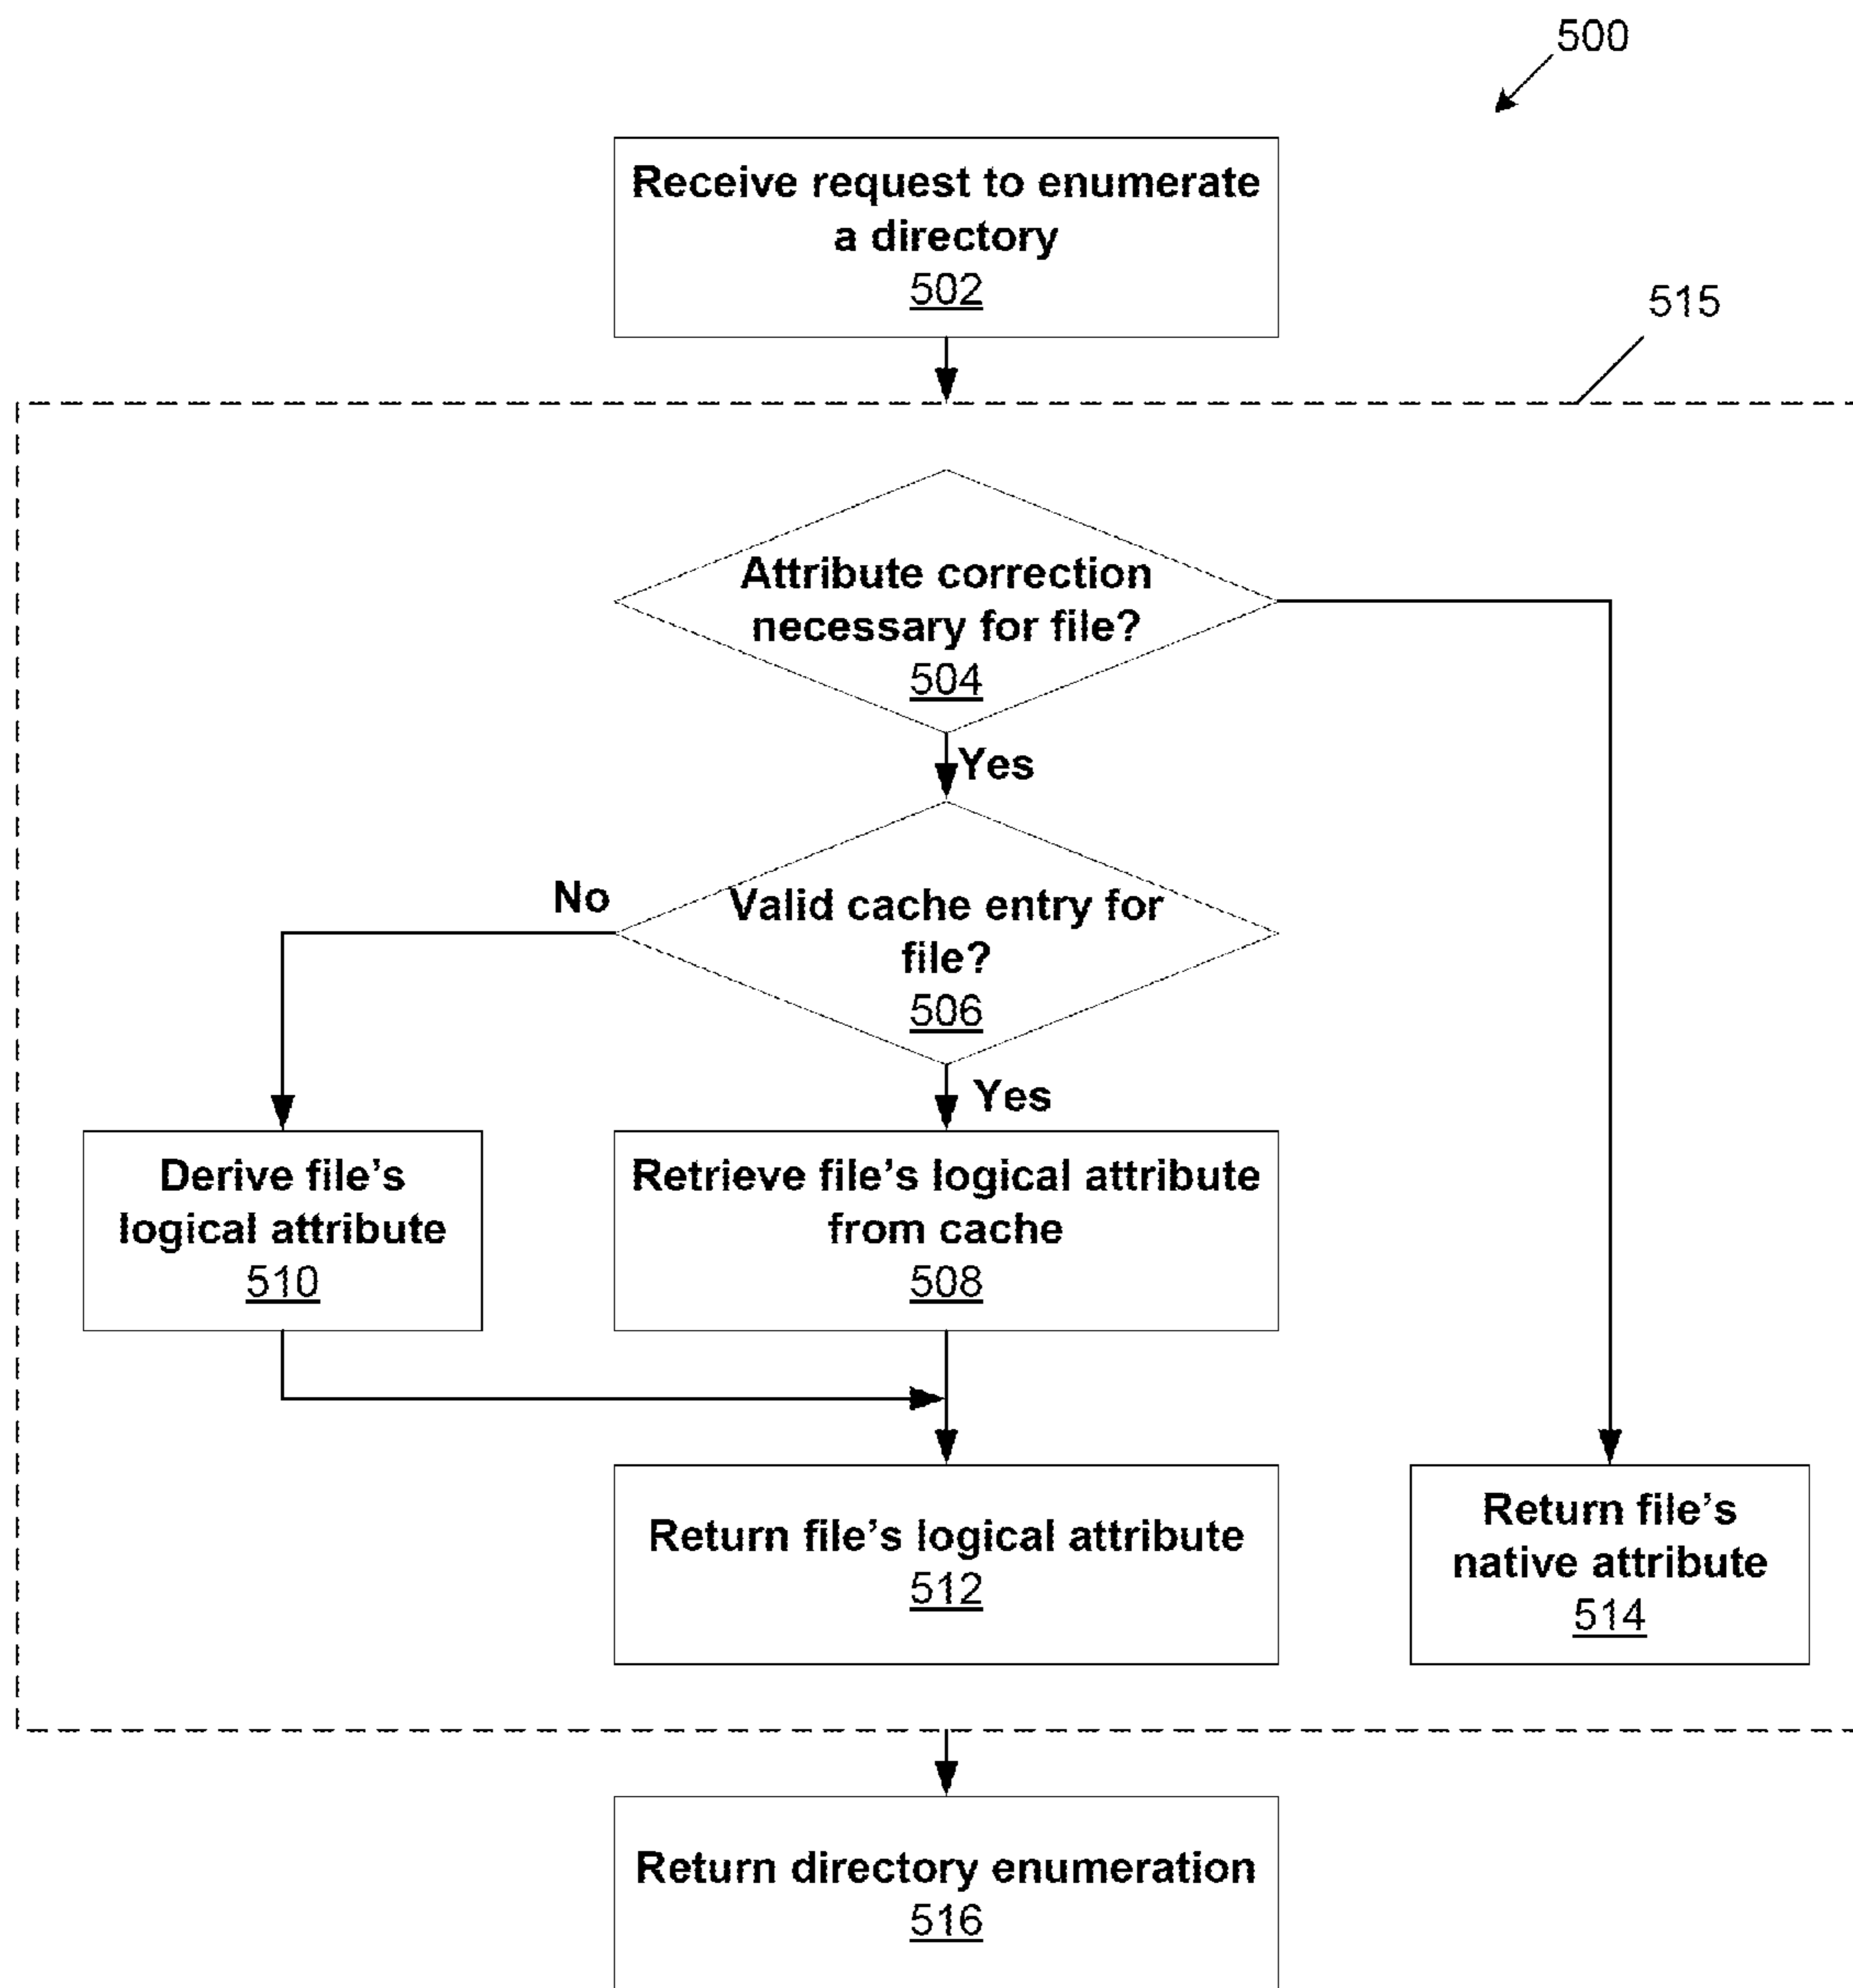 500
Receive request to enumerate
a directory
502
515
Attribute correction
necessary for file?
504
Yes
No
Valid cache entry for
file?
506
Yes
Derive file's
logical attribute
510
Retrieve file's logical attribute
from cache
508
Return file's logical attribute
512
Return file's
native attribute
514
Return directory enumeration
516